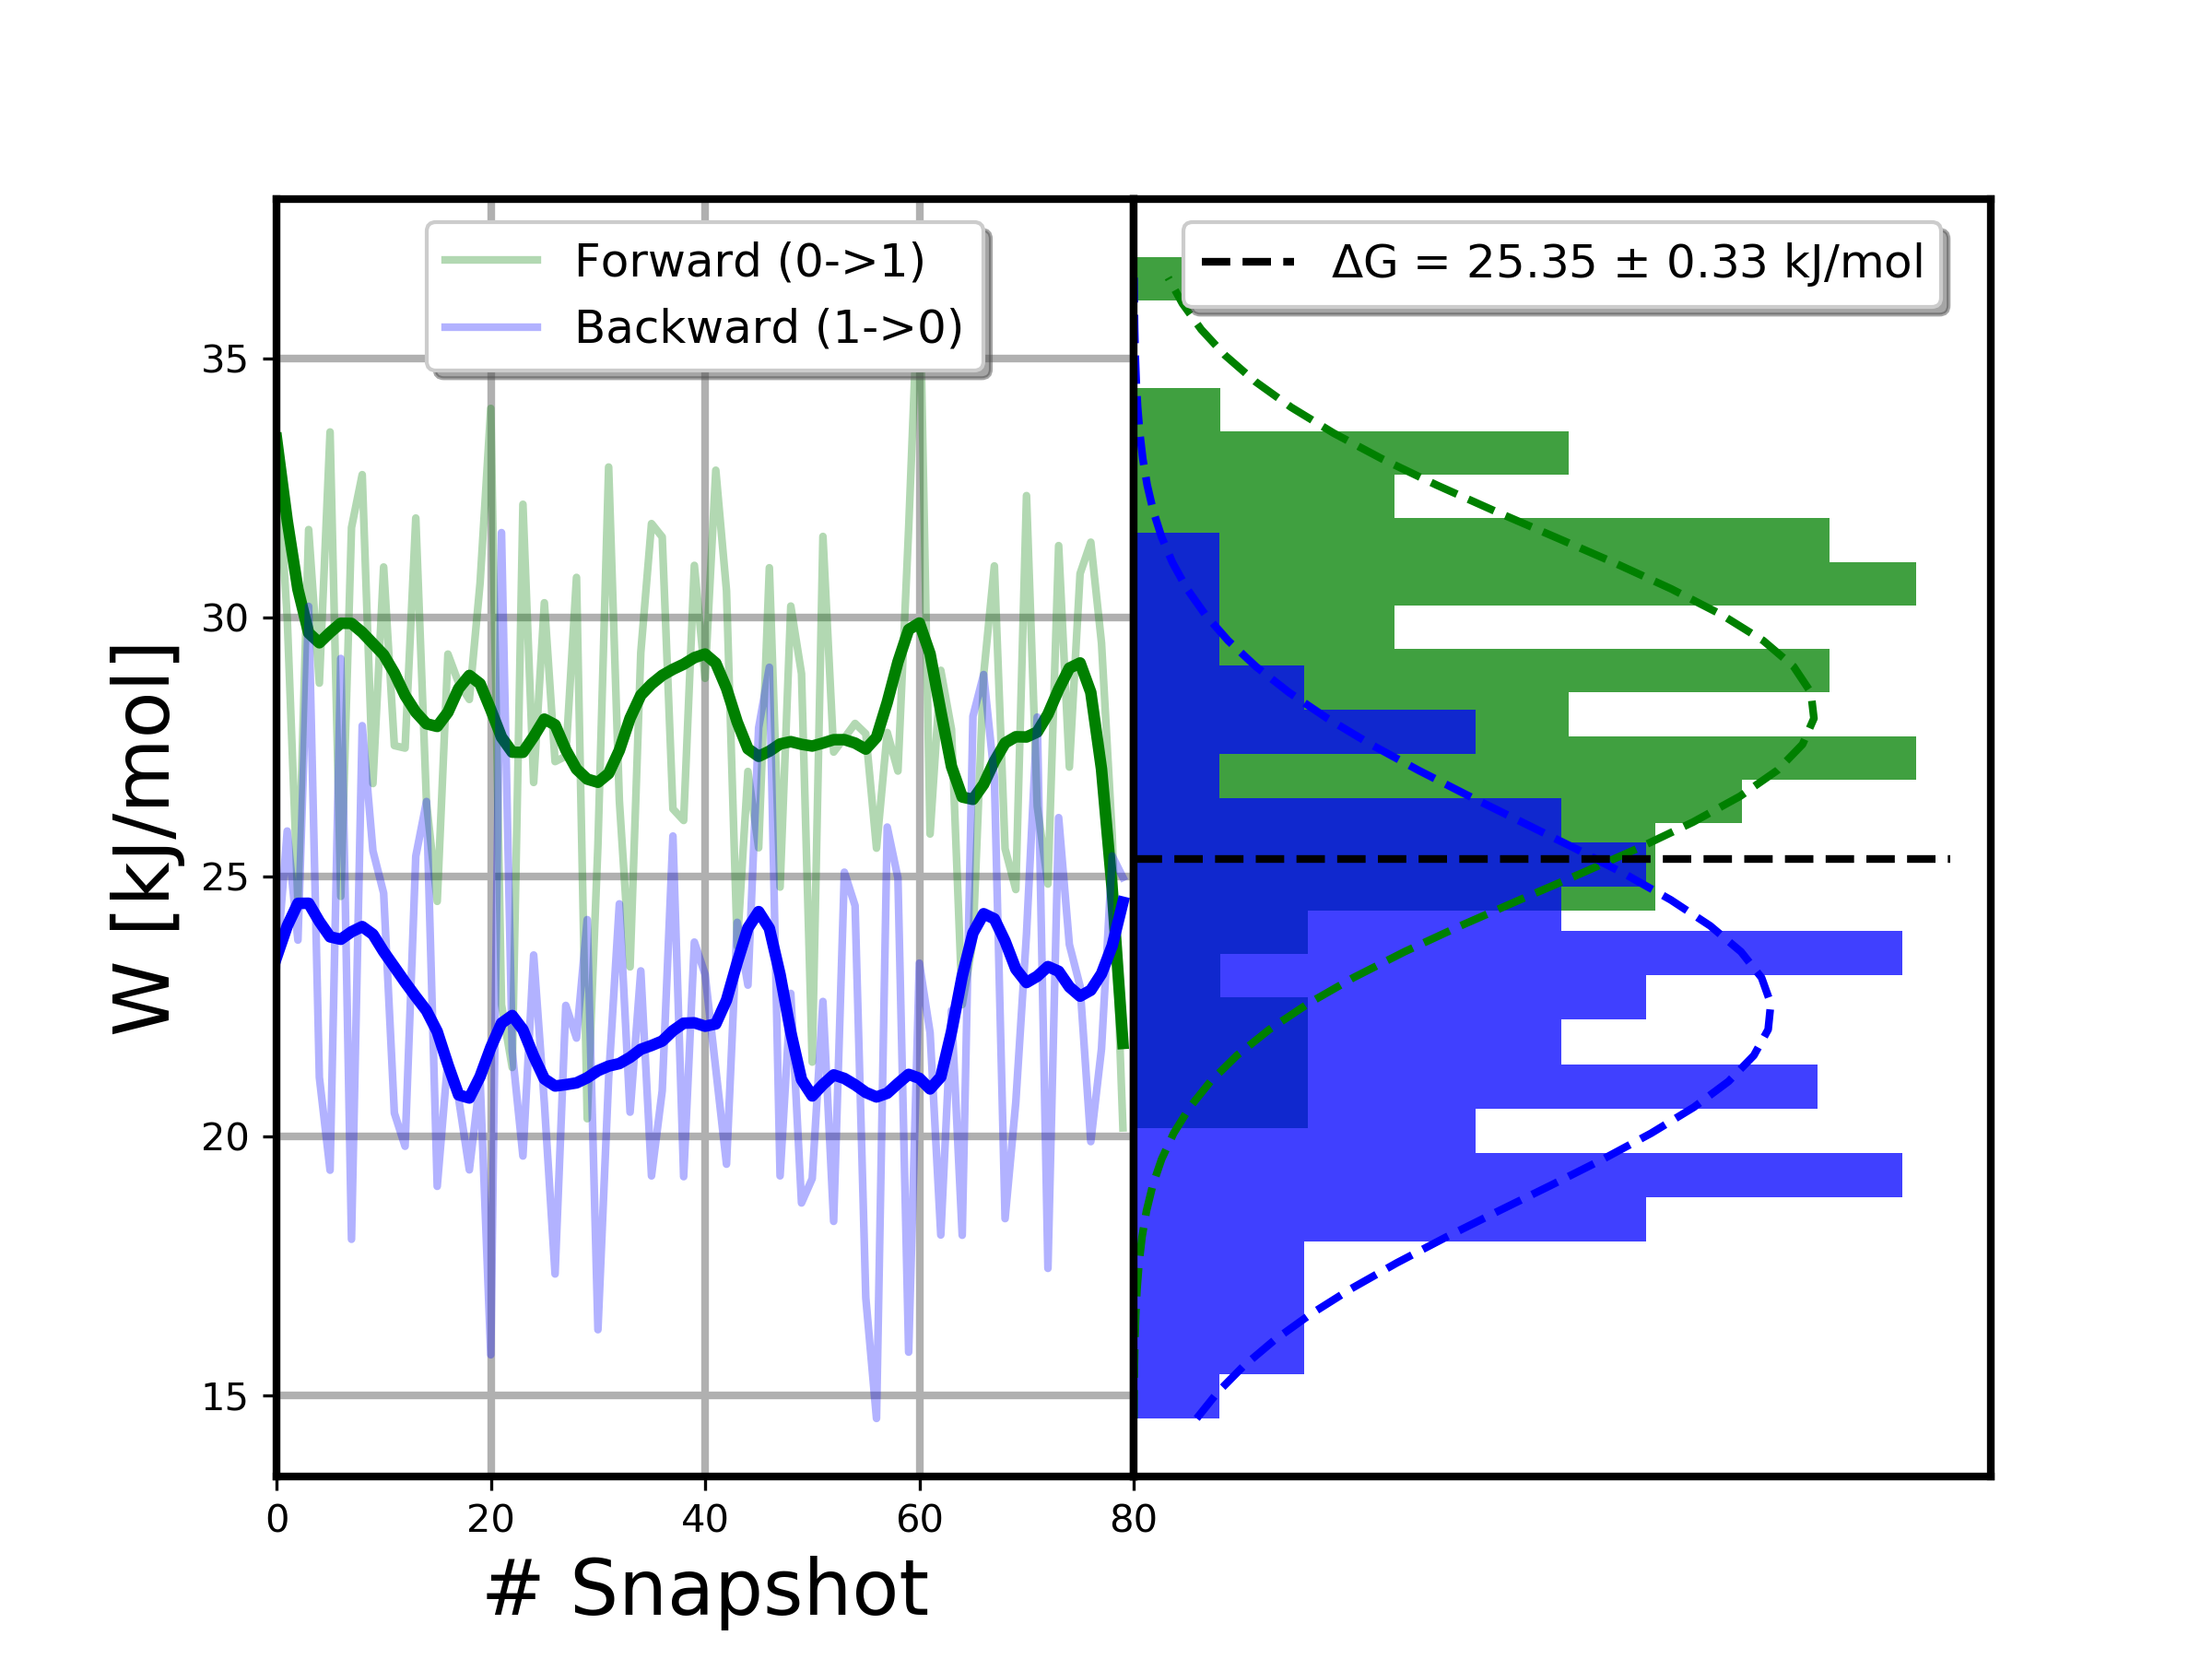 Forward (0->1)
Backward (1->0)
ΔG = 25.35 ± 0.33 kJ/mol
W [kJ/mol]
35
30
25
20
15
0 20 40 60 80
# Snapshot